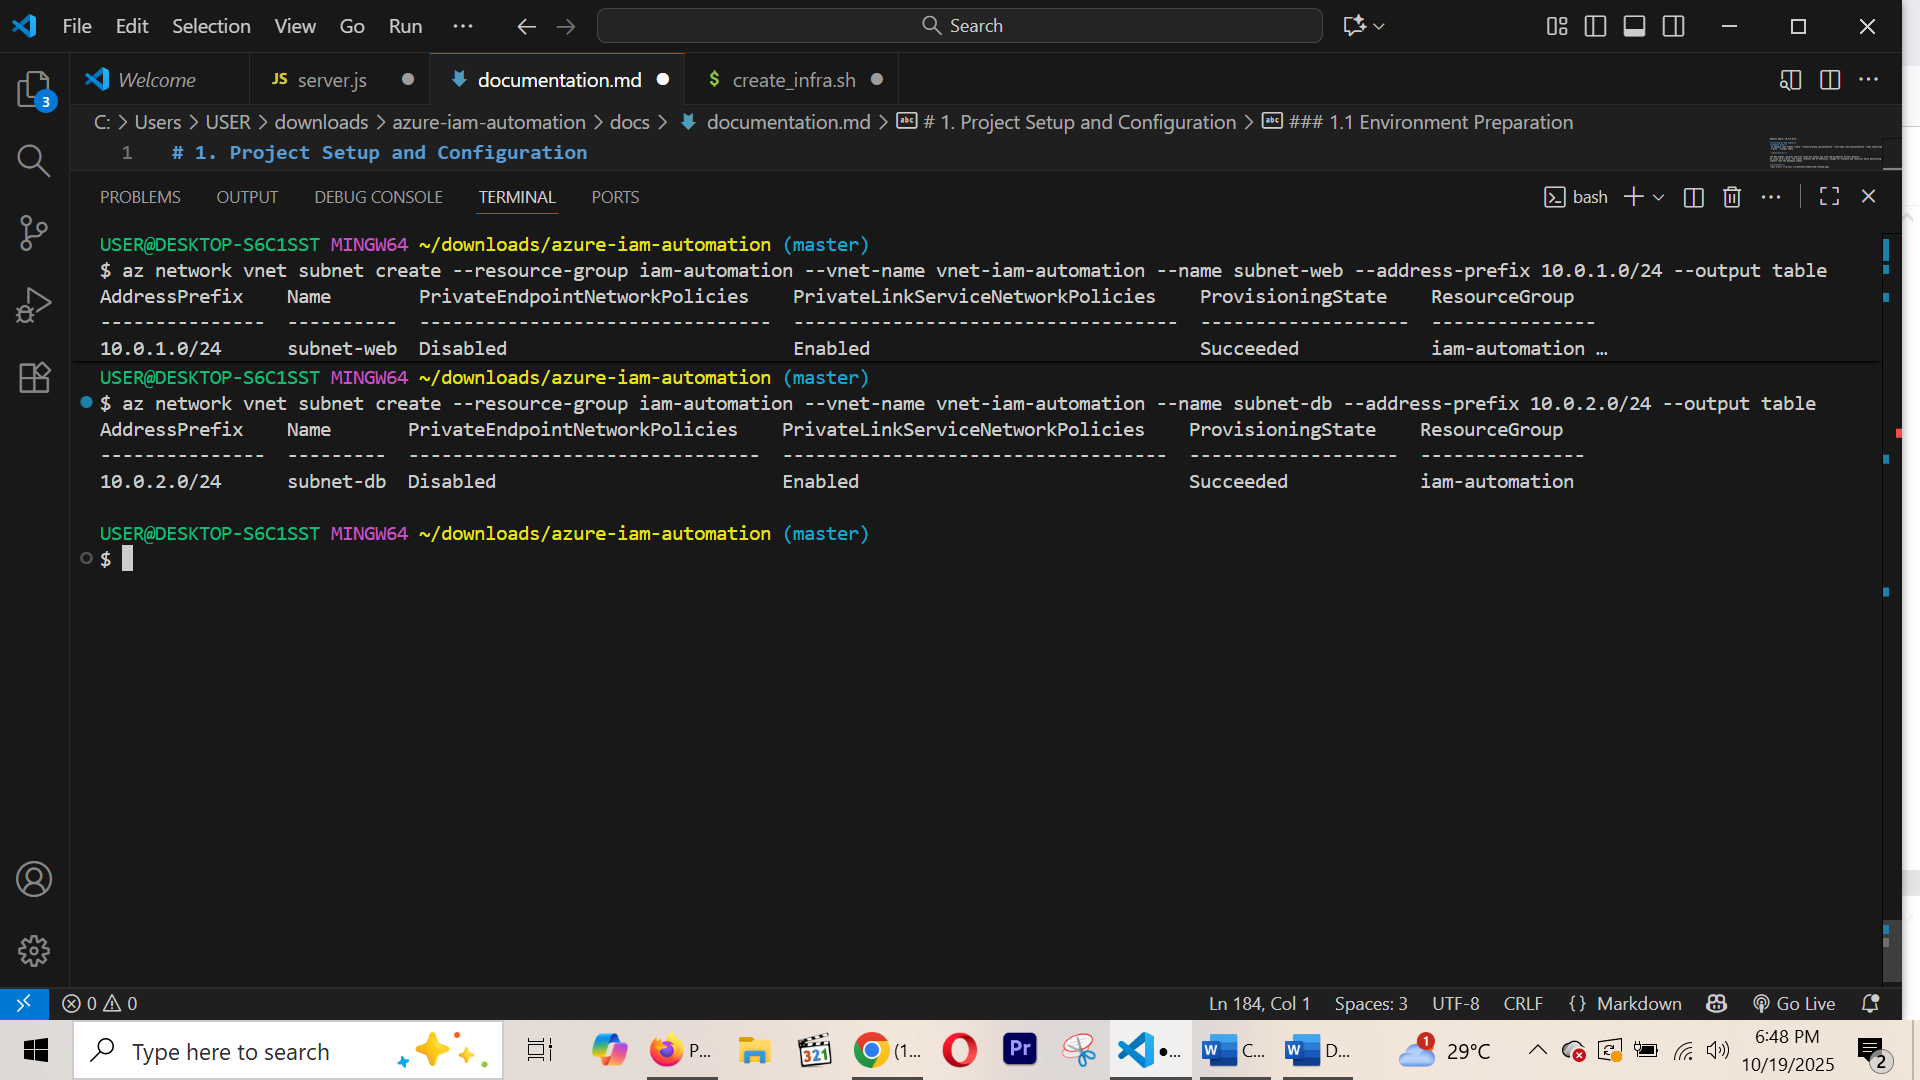 File Edit Selection View Go Run ··· Search
Welcome JS server.js documentation.md $ create_infra.sh
3
C: > Users > USER > downloads > azure-iam-automation > docs > documentation.md > # 1. Project Setup and Configuration > ### 1.1 Environment Preparation
1 # 1. Project Setup and Configuration
PROBLEMS OUTPUT DEBUG CONSOLE TERMINAL PORTS bash
USER@DESKTOP-S6C1SST MINGW64 ~/downloads/azure-iam-automation (master)
$ az network vnet subnet create --resource-group iam-automation --vnet-name vnet-iam-automation --name subnet-web --address-prefix 10.0.1.0/24 --output table
AddressPrefix Name PrivateEndpointNetworkPolicies PrivateLinkServiceNetworkPolicies ProvisioningState ResourceGroup
--------------- ---------- -------------------------------- ----------------------------------- ------------------- ---------------
10.0.1.0/24 subnet-web Disabled Enabled Succeeded iam-automation …
USER@DESKTOP-S6C1SST MINGW64 ~/downloads/azure-iam-automation (master)
$ az network vnet subnet create --resource-group iam-automation --vnet-name vnet-iam-automation --name subnet-db --address-prefix 10.0.2.0/24 --output table
AddressPrefix Name PrivateEndpointNetworkPolicies PrivateLinkServiceNetworkPolicies ProvisioningState ResourceGroup
--------------- --------- -------------------------------- ----------------------------------- ------------------- ---------------
10.0.2.0/24 subnet-db Disabled Enabled Succeeded iam-automation
USER@DESKTOP-S6C1SST MINGW64 ~/downloads/azure-iam-automation (master)
$
0 0 Ln 184, Col 1 Spaces: 3 UTF-8 CRLF {} Markdown Go Live
Type here to search 321 P... (1... Pr ●... C... D... 1 29°C 6:48 PM
10/19/2025 2